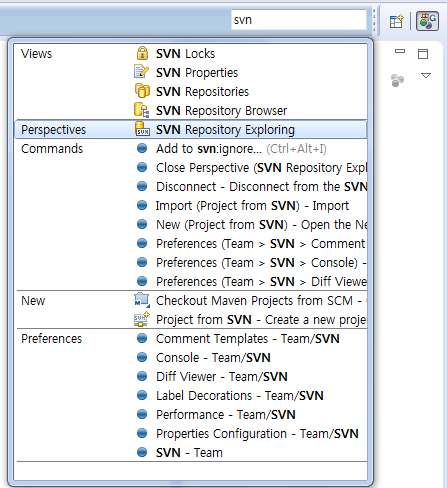 svn
Views SVN Locks
SVN Properties
SVN Repositories
SVN Repository Browser
Perspectives SVN Repository Exploring
Commands Add to svn:ignore... (Ctrl+Alt+I)
Close Perspective (SVN Repository Expl
Disconnect - Disconnect from the SVN
Import (Project from SVN) - Import
New (Project from SVN) - Open the Ne
Preferences (Team > SVN > Comment
Preferences (Team > SVN > Console) -
Preferences (Team > SVN > Diff Viewe
New Checkout Maven Projects from SCM -
Project from SVN - Create a new proje
Preferences Comment Templates - Team/SVN
Console - Team/SVN
Diff Viewer - Team/SVN
Label Decorations - Team/SVN
Performance - Team/SVN
Properties Configuration - Team/SVN
SVN - Team